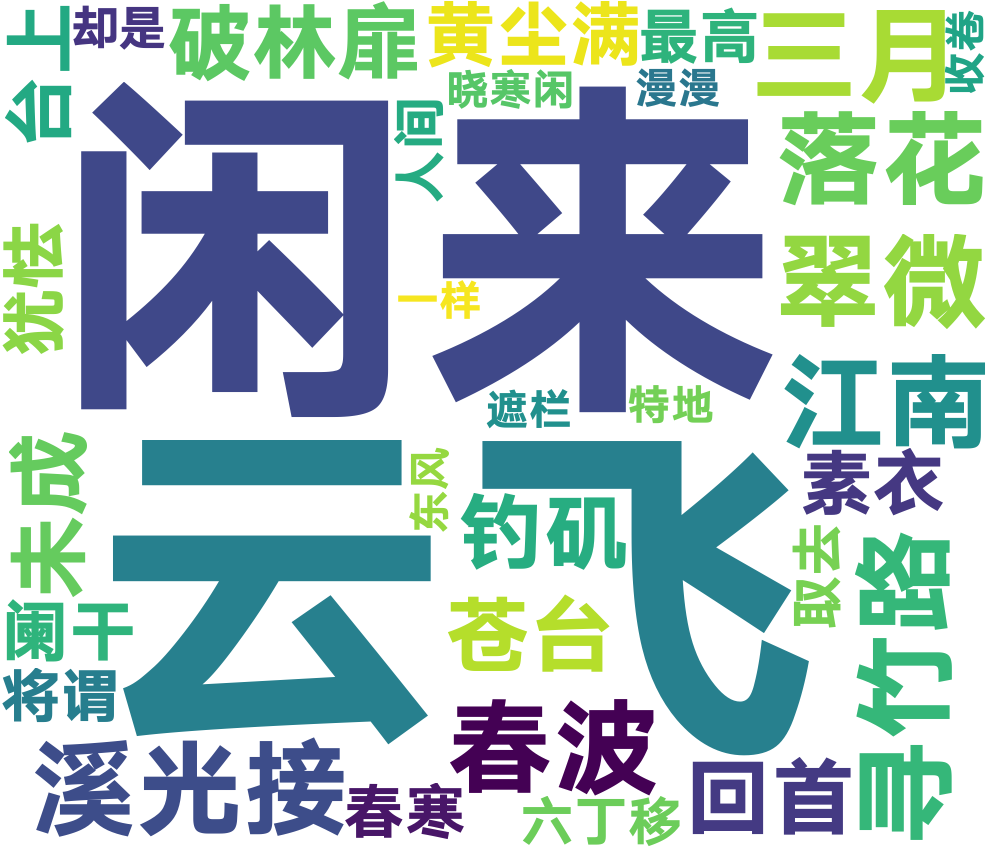 台上
却是
破林扉
黄尘满
最高
三月
收卷
晓寒闲
漫漫
人间
闲来
落花
翠微
犹怯
一样
江南
遮栏
特地
未成
东风
云飞
钓矶
素衣
取去
寻竹路
阑干
苍台
将谓
春波
溪光接
春寒
六丁移
回首